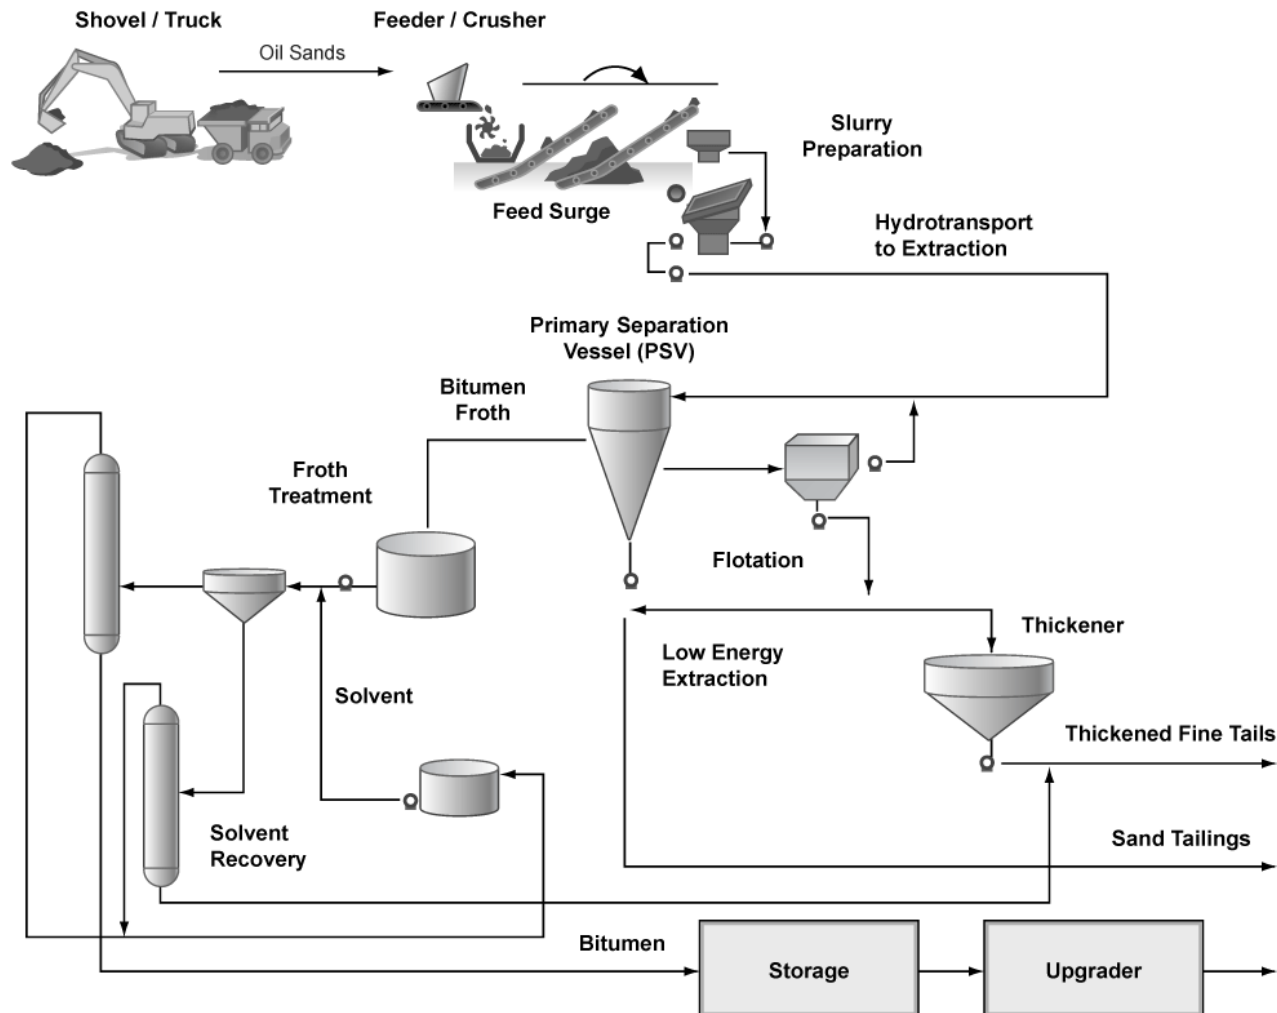 Shovel / Truck
Feeder / Crusher
Oil Sands
Slurry
Preparation
Feed Surge
Hydrotransport
to Extraction
Primary Separation
Vessel (PSV)
Bitumen
Froth
Froth
Treatment
Flotation
Thickener
Low Energy
Extraction
Solvent
Thickened Fine Tails
Solvent
Recovery
Sand Tailings
Bitumen
Storage
Upgrader